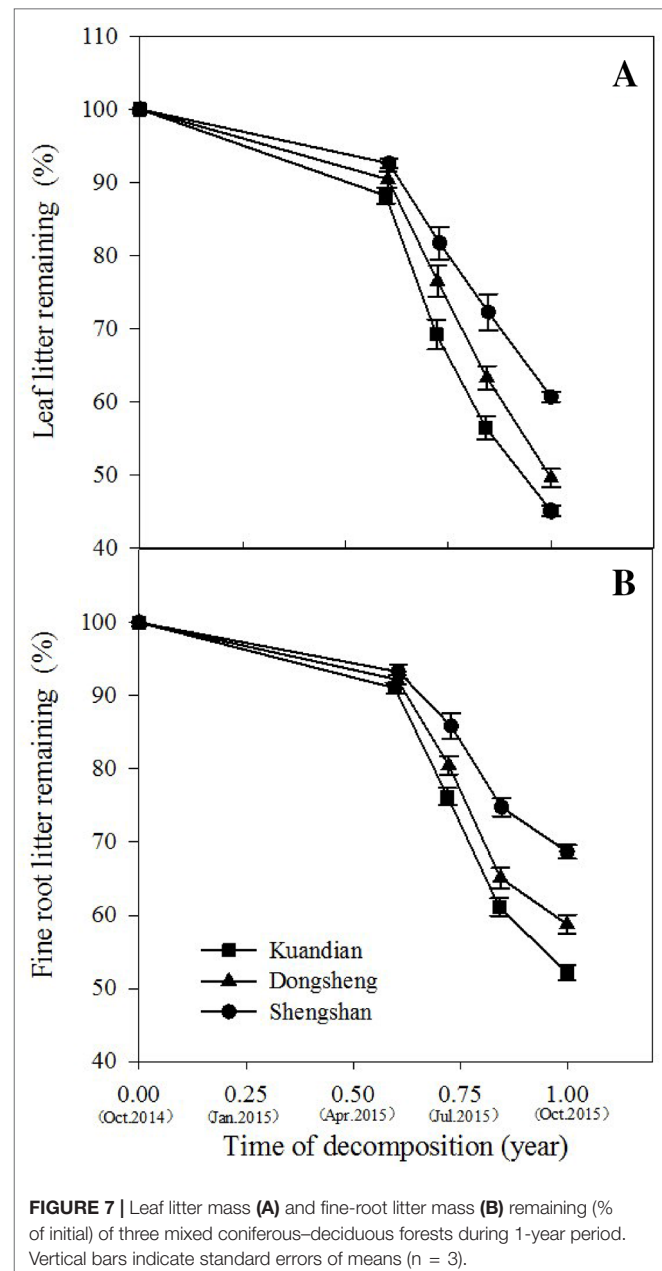 110
100
90
80
70
60
50
40
Leaf litter remaining (%)
A
100
90
80
70
60
50
40
Fine root litter remaining (%)
B
Kuandian
Dongsheng
Shengshan
0.00 0.25 0.50 0.75 1.00
(Oct.2014) (Jan.2015) (Apr.2015) (Jul.2015) (Oct.2015)
Time of decomposition (year)
FIGURE 7 | Leaf litter mass (A) and fine-root litter mass (B) remaining (%
of initial) of three mixed coniferous–deciduous forests during 1-year period.
Vertical bars indicate standard errors of means (n = 3).